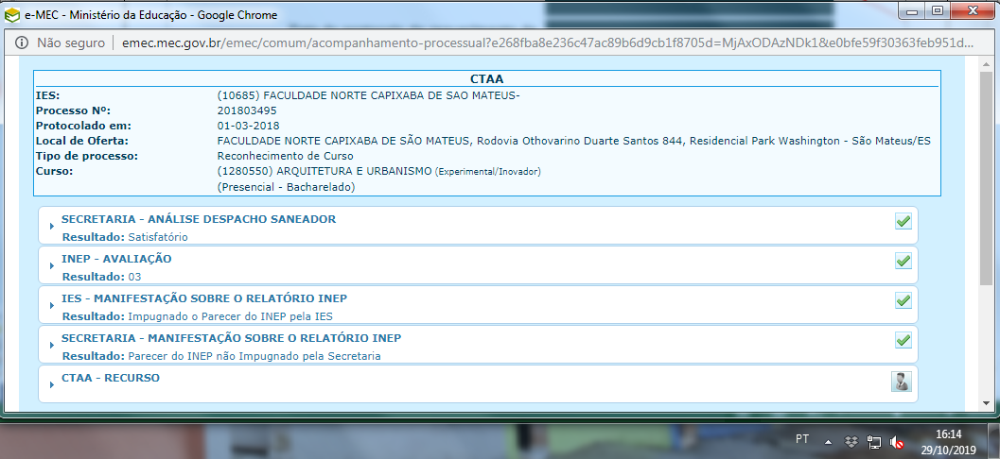 e-MEC - Ministério da Educação - Google Chrome
Não seguro | emec.mec.gov.br/emec/comum/acompanhamento-processual?e268fba8e236c47ac89b6d9cb1f8705d=MjAxODAzNDk1&e0bfe59f30363feb951d...
CTAA
IES: (10685) FACULDADE NORTE CAPIXABA DE SAO MATEUS-
Processo Nº: 201803495
Protocolado em: 01-03-2018
Local de Oferta: FACULDADE NORTE CAPIXABA DE SÃO MATEUS, Rodovia Othovarino Duarte Santos 844, Residencial Park Washington - São Mateus/ES
Tipo de processo: Reconhecimento de Curso
Curso: (1280550) ARQUITETURA E URBANISMO (Experimental/Inovador)
(Presencial - Bacharelado)
SECRETARIA - ANÁLISE DESPACHO SANEADOR
Resultado: Satisfatório
INEP - AVALIAÇÃO
Resultado: 03
IES - MANIFESTAÇÃO SOBRE O RELATÓRIO INEP
Resultado: Impugnado o Parecer do INEP pela IES
SECRETARIA - MANIFESTAÇÃO SOBRE O RELATÓRIO INEP
Resultado: Parecer do INEP não Impugnado pela Secretaria
CTAA - RECURSO
PT
16:14
29/10/2019